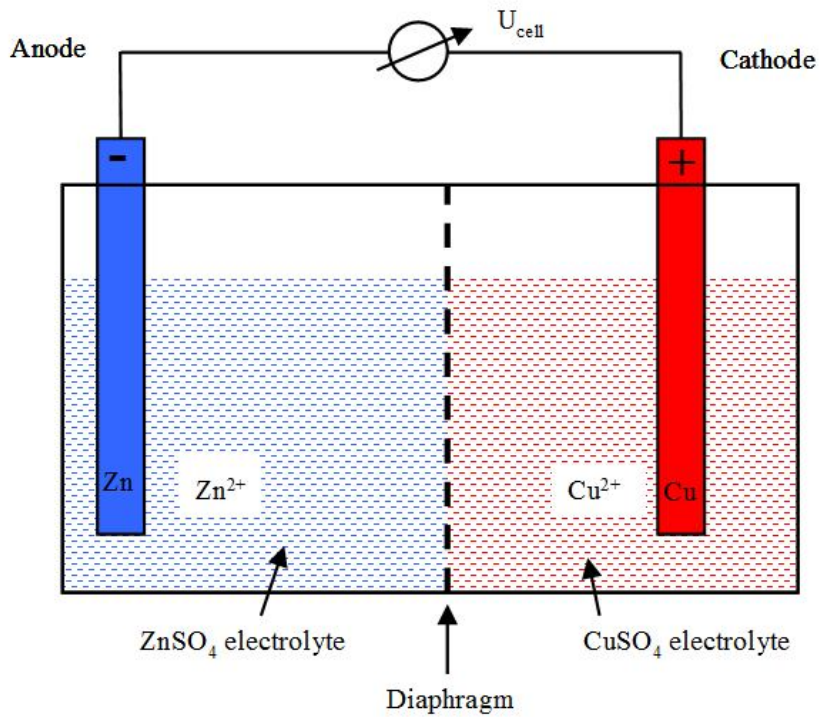 Anode
U_cell
Cathode
-
+
Zn
Zn²⁺
Cu²⁺
Cu
ZnSO₄ electrolyte
CuSO₄ electrolyte
Diaphragm